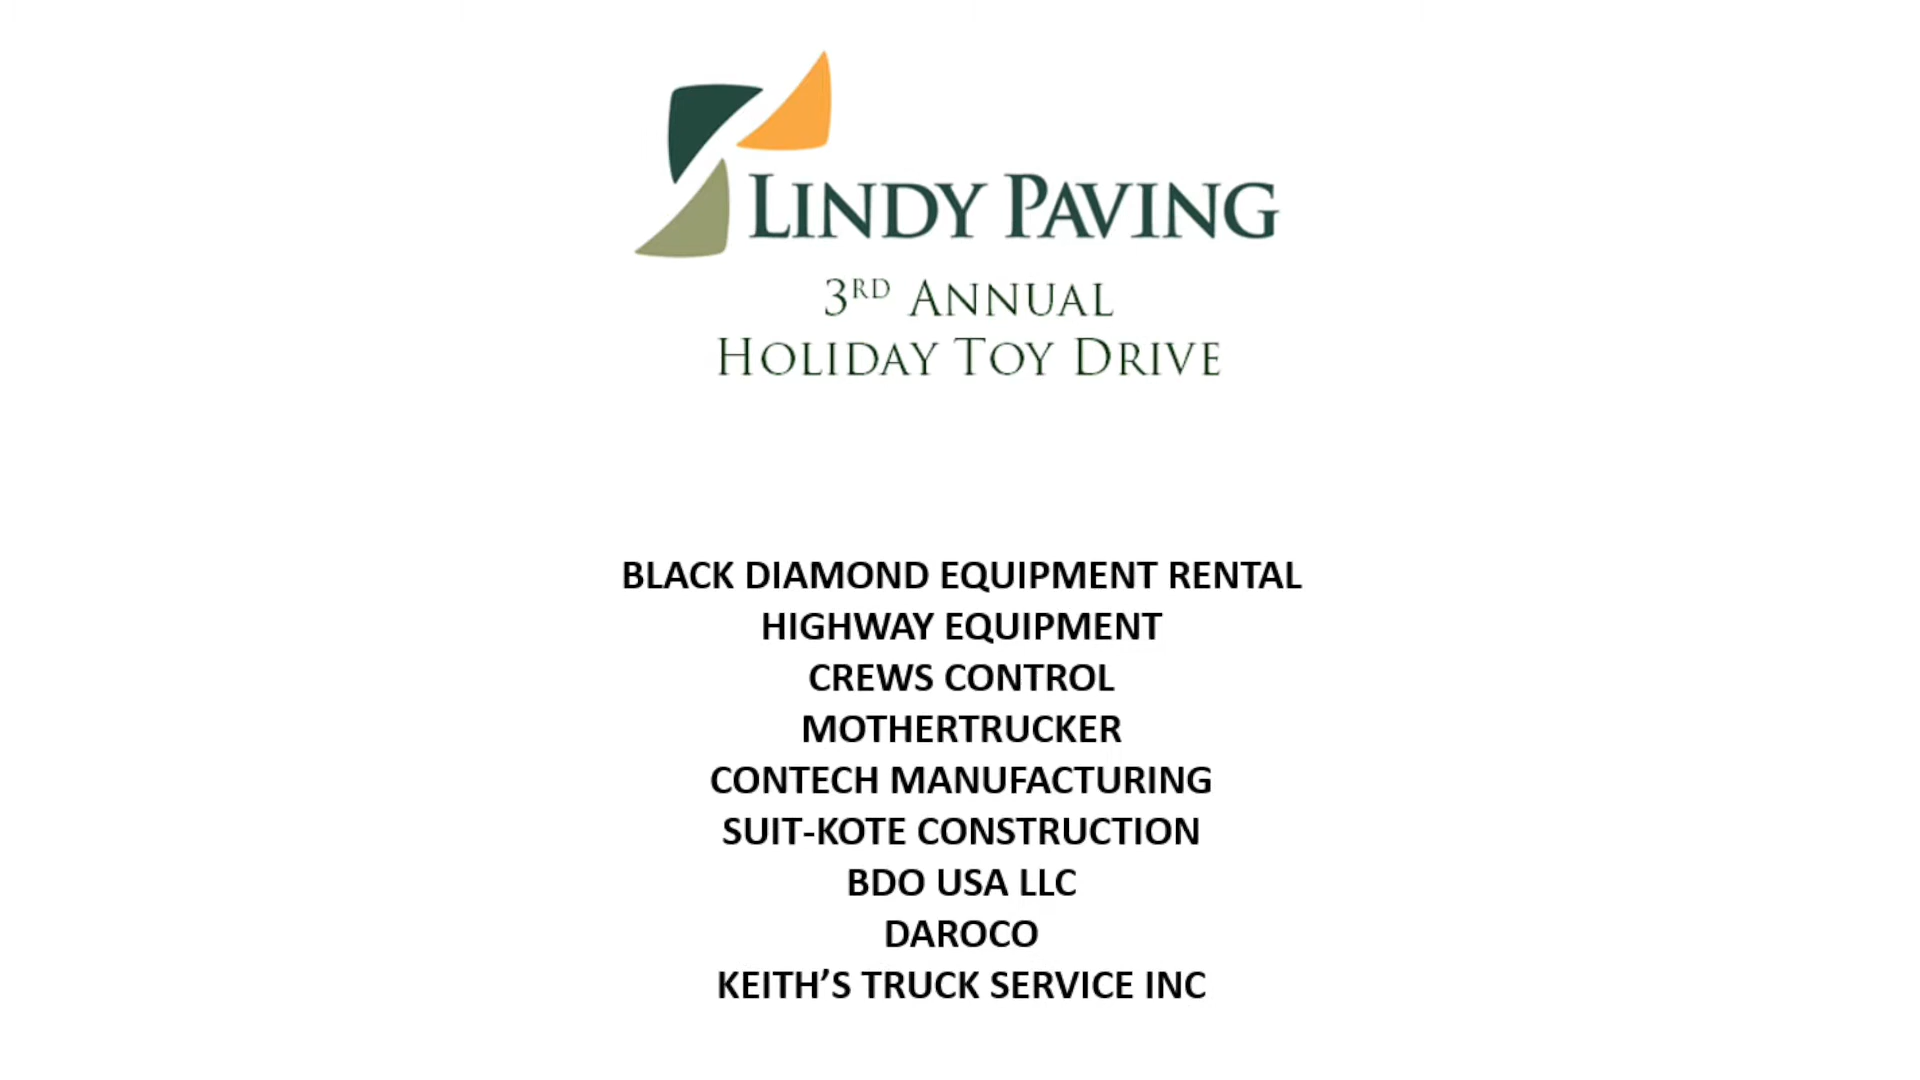 LINDY PAVING
3RD ANNUAL
HOLIDAY TOY DRIVE
BLACK DIAMOND EQUIPMENT RENTAL
HIGHWAY EQUIPMENT
CREWS CONTROL
MOTHERTRUCKER
CONTECH MANUFACTURING
SUIT-KOTE CONSTRUCTION
BDO USA LLC
DAROCO
KEITH’S TRUCK SERVICE INC